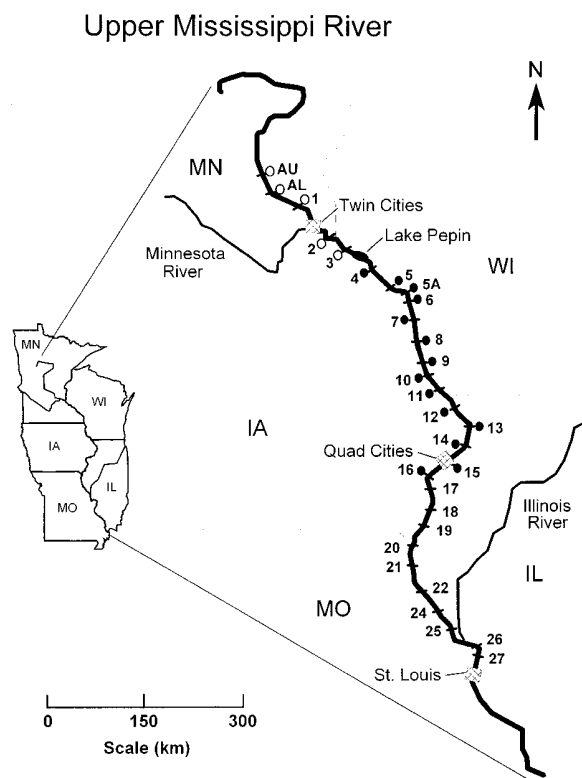 Upper Mississippi River
N
MN
AU
AL
1
Twin Cities
2
3
Lake Pepin
Minnesota
River
4
5
5A
6
WI
7
8
9
10
11
12
13
14
IA
Quad Cities
15
16
17
18
19
20
21
22
24
25
26
27
Illinois
River
IL
MO
St. Louis
MN
WI
IA
IL
MO
0
150
300
Scale (km)